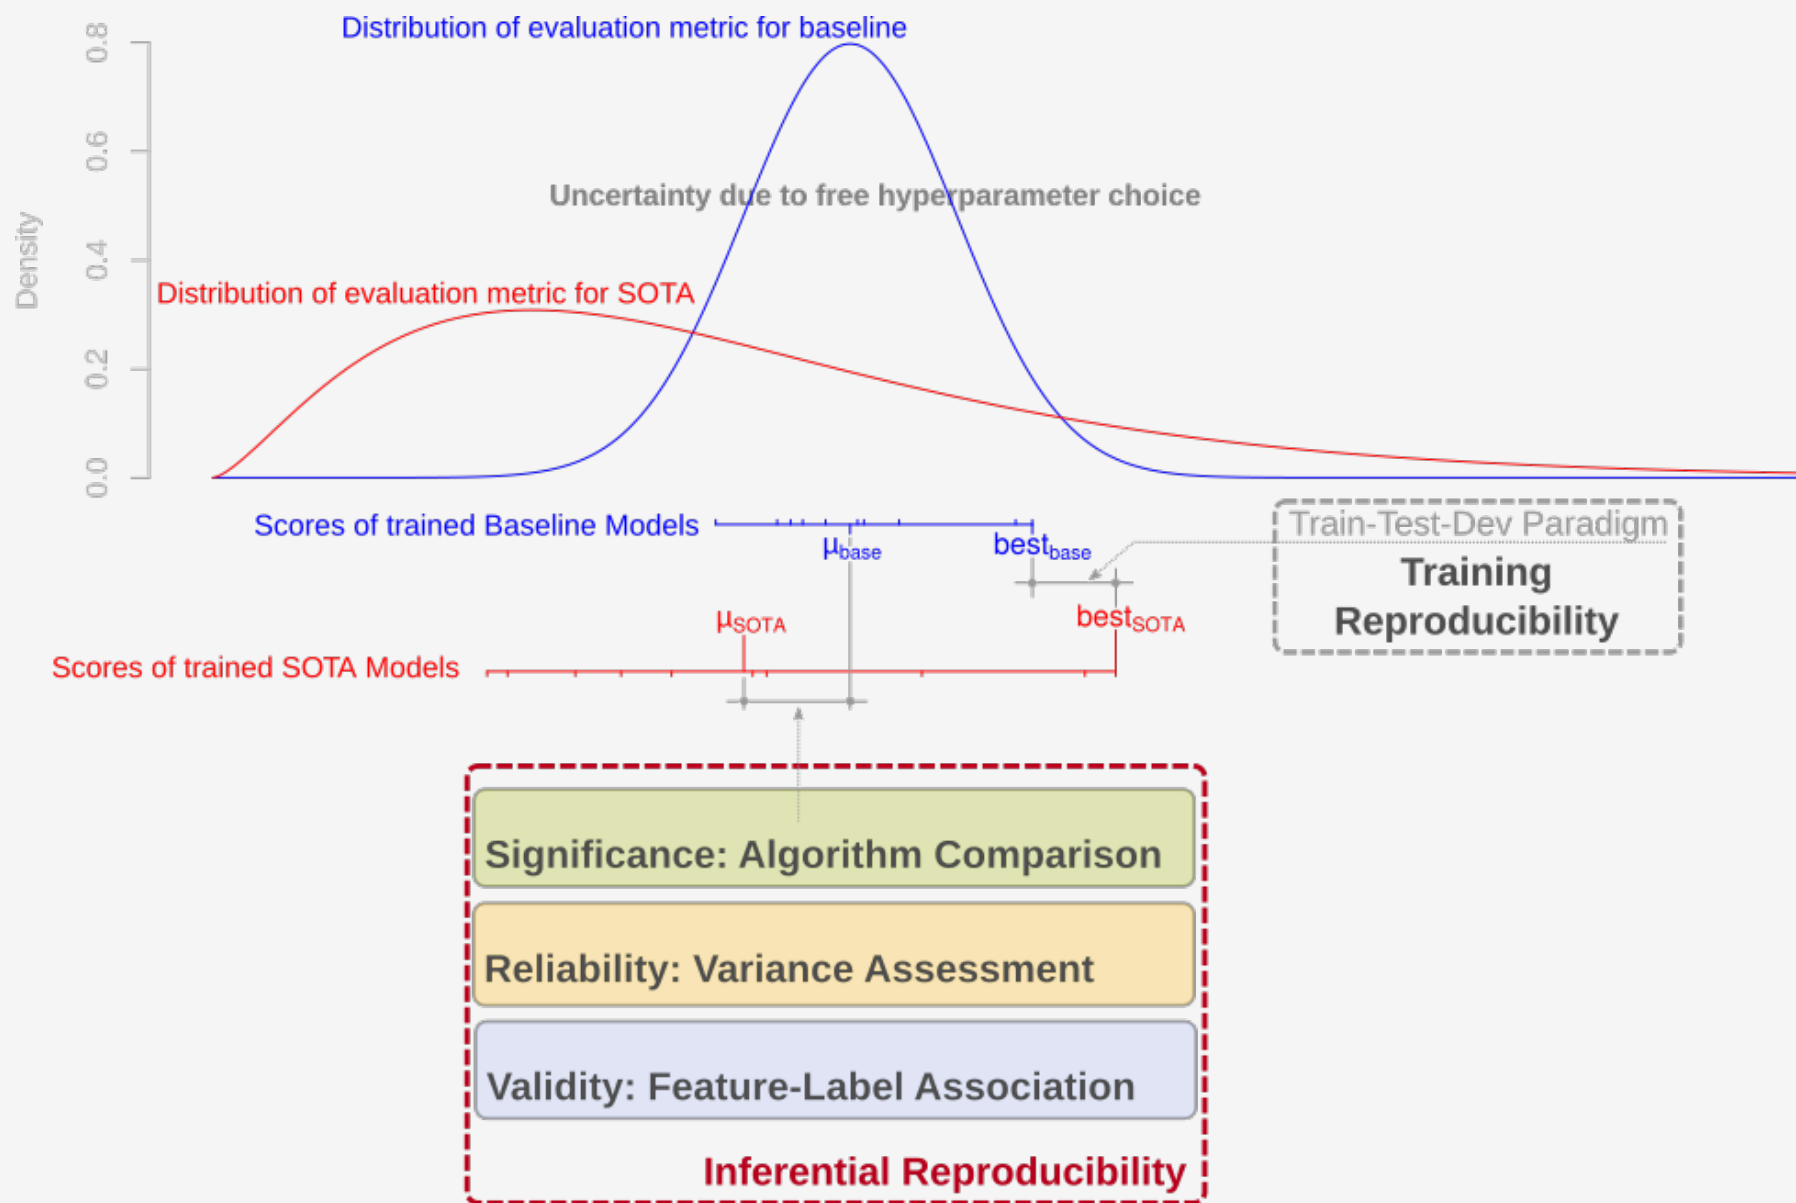 Distribution of evaluation metric for baseline
0.8
0.6
0.4
0.2
0.0
Density
Uncertainty due to free hyperparameter choice
Distribution of evaluation metric for SOTA
Scores of trained Baseline Models
μbase
bestbase
Train-Test-Dev Paradigm
Training
Reproducibility
μSOTA
bestSOTA
Scores of trained SOTA Models
Significance: Algorithm Comparison
Reliability: Variance Assessment
Validity: Feature-Label Association
Inferential Reproducibility